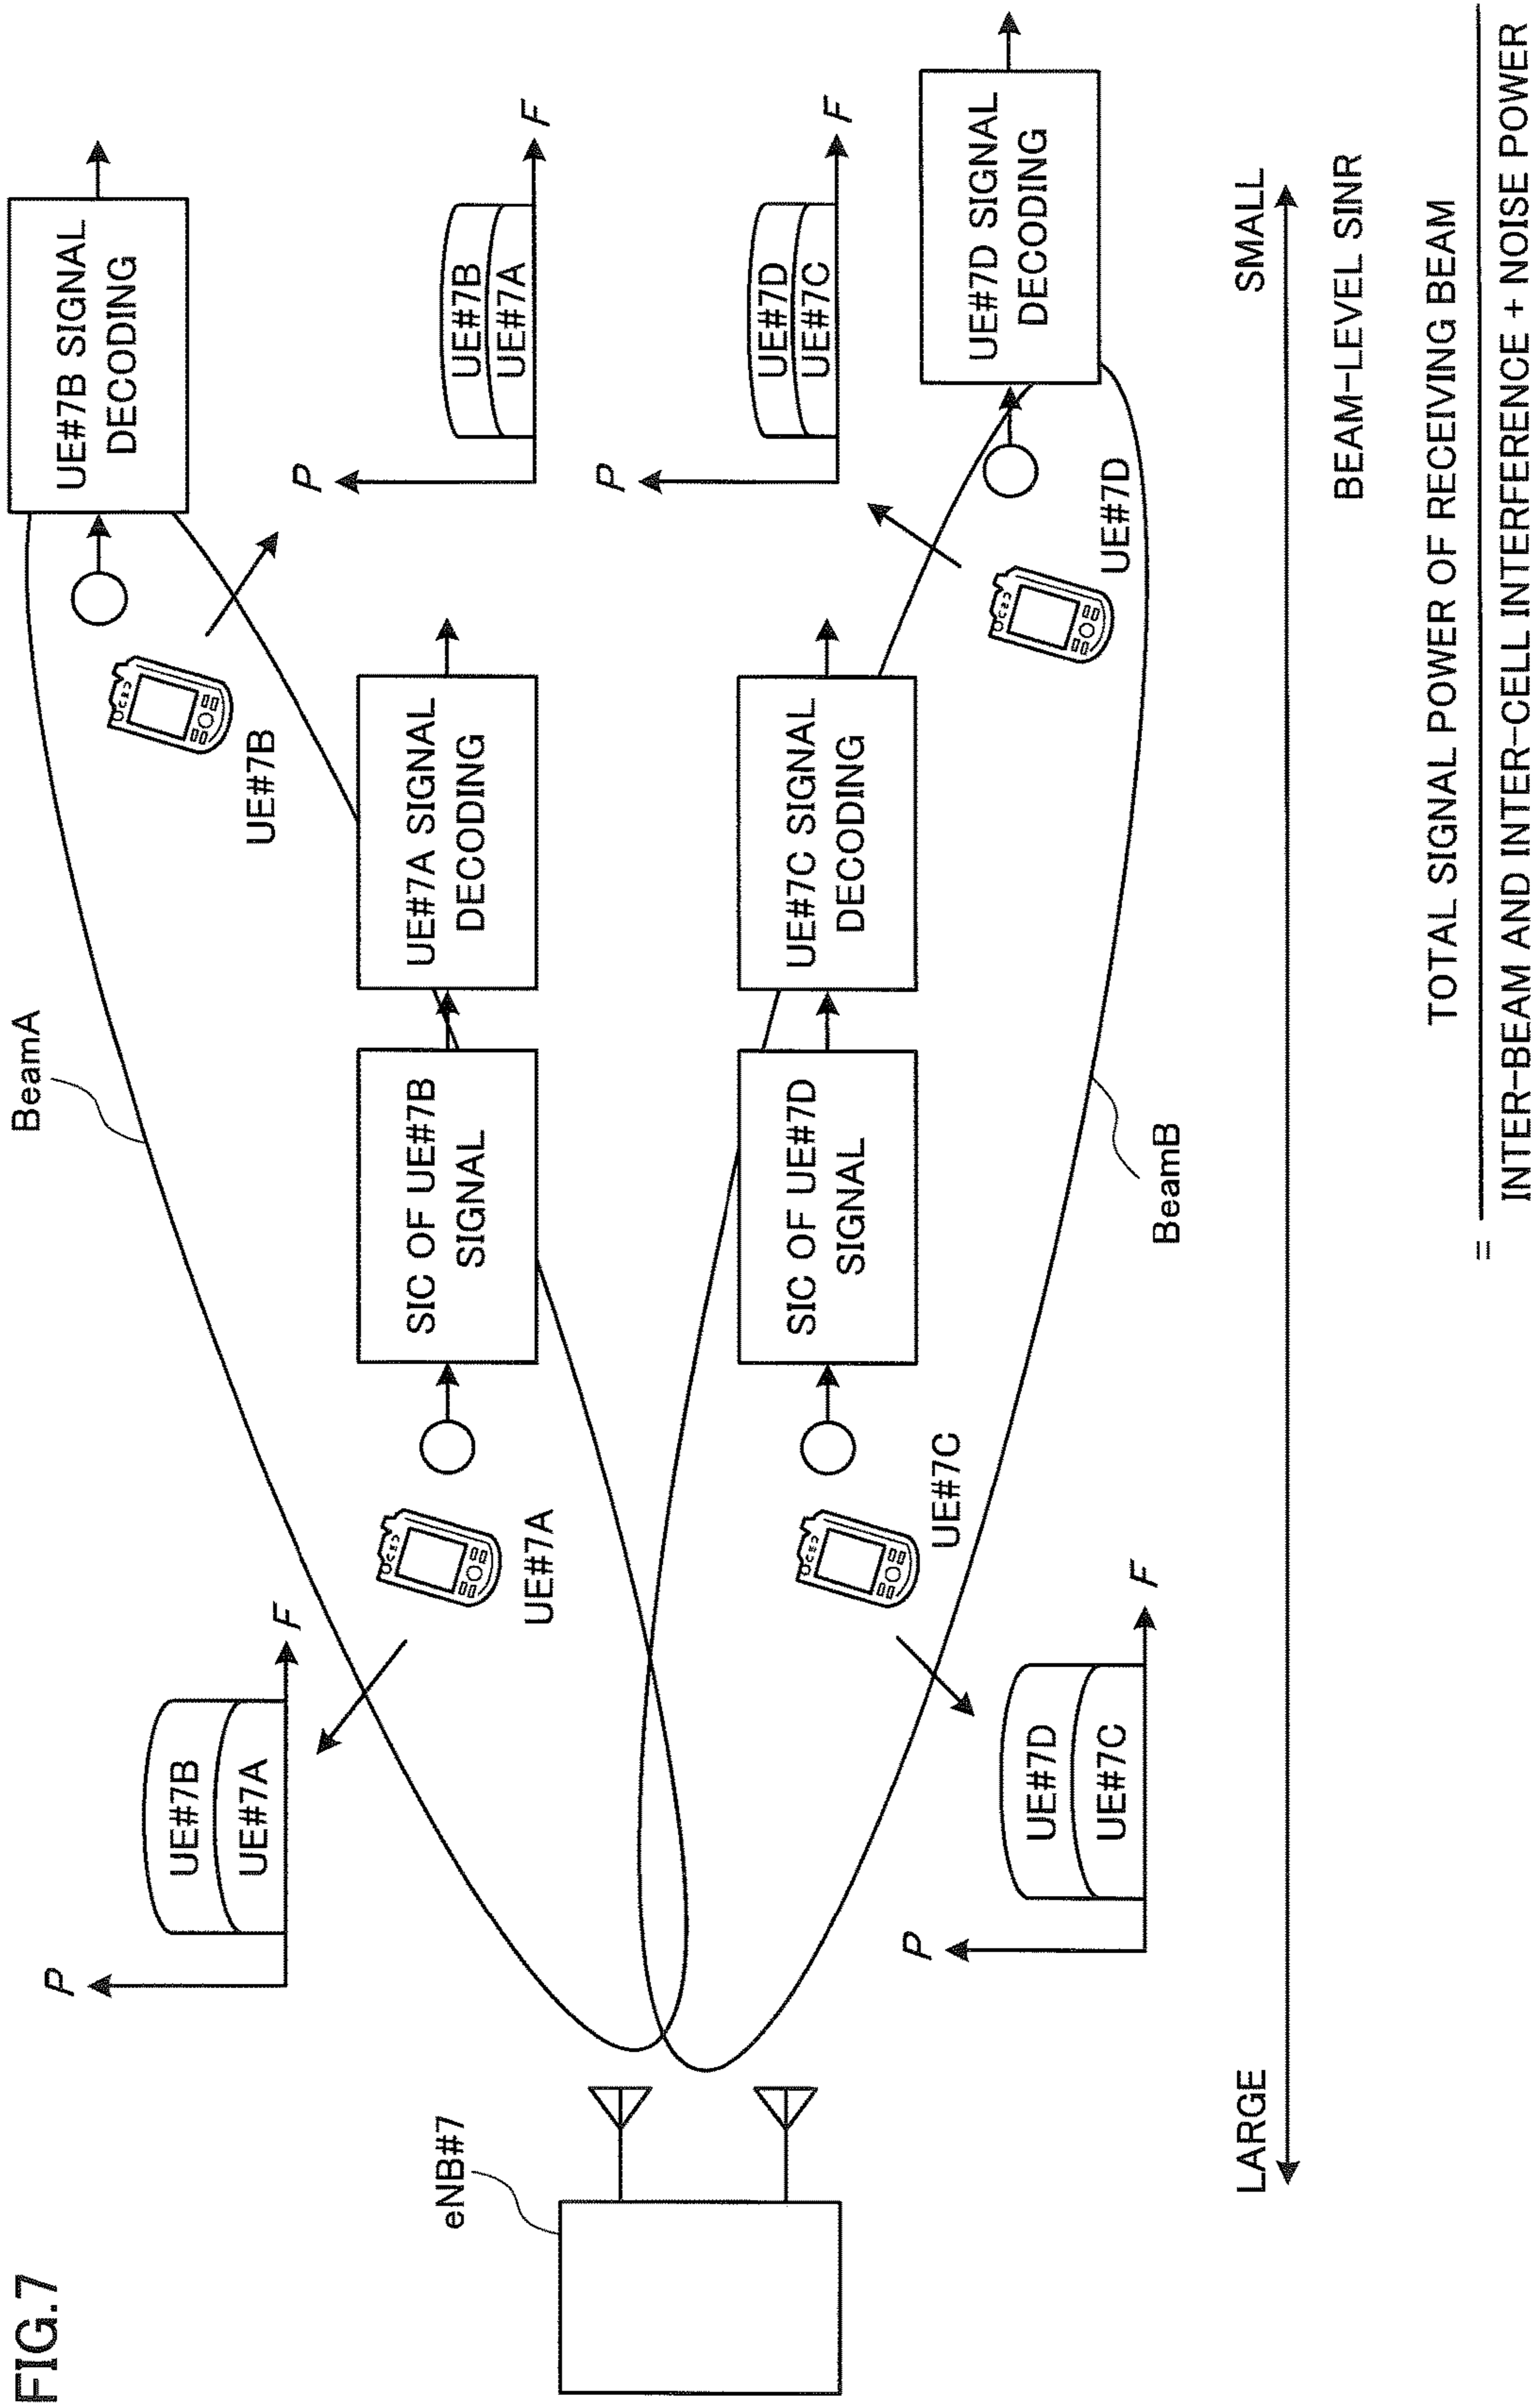 FIG.7
BeamA
UE#7B SIGNAL
DECODING
P
F
UE#7B
UE#7A
UE#7B
P
F
UE#7B
UE#7A
UE#7A
SIC OF UE#7B
SIGNAL
UE#7A SIGNAL
DECODING
eNB#7
P
F
UE#7D
UE#7C
SIC OF UE#7D
SIGNAL
UE#7C SIGNAL
DECODING
UE#7C
UE#7D SIGNAL
DECODING
UE#7D
P
F
UE#7D
UE#7C
BeamB
LARGE
SMALL
BEAM-LEVEL SINR
TOTAL SIGNAL POWER OF RECEIVING BEAM
=
INTER-BEAM AND INTER-CELL INTERFERENCE + NOISE POWER